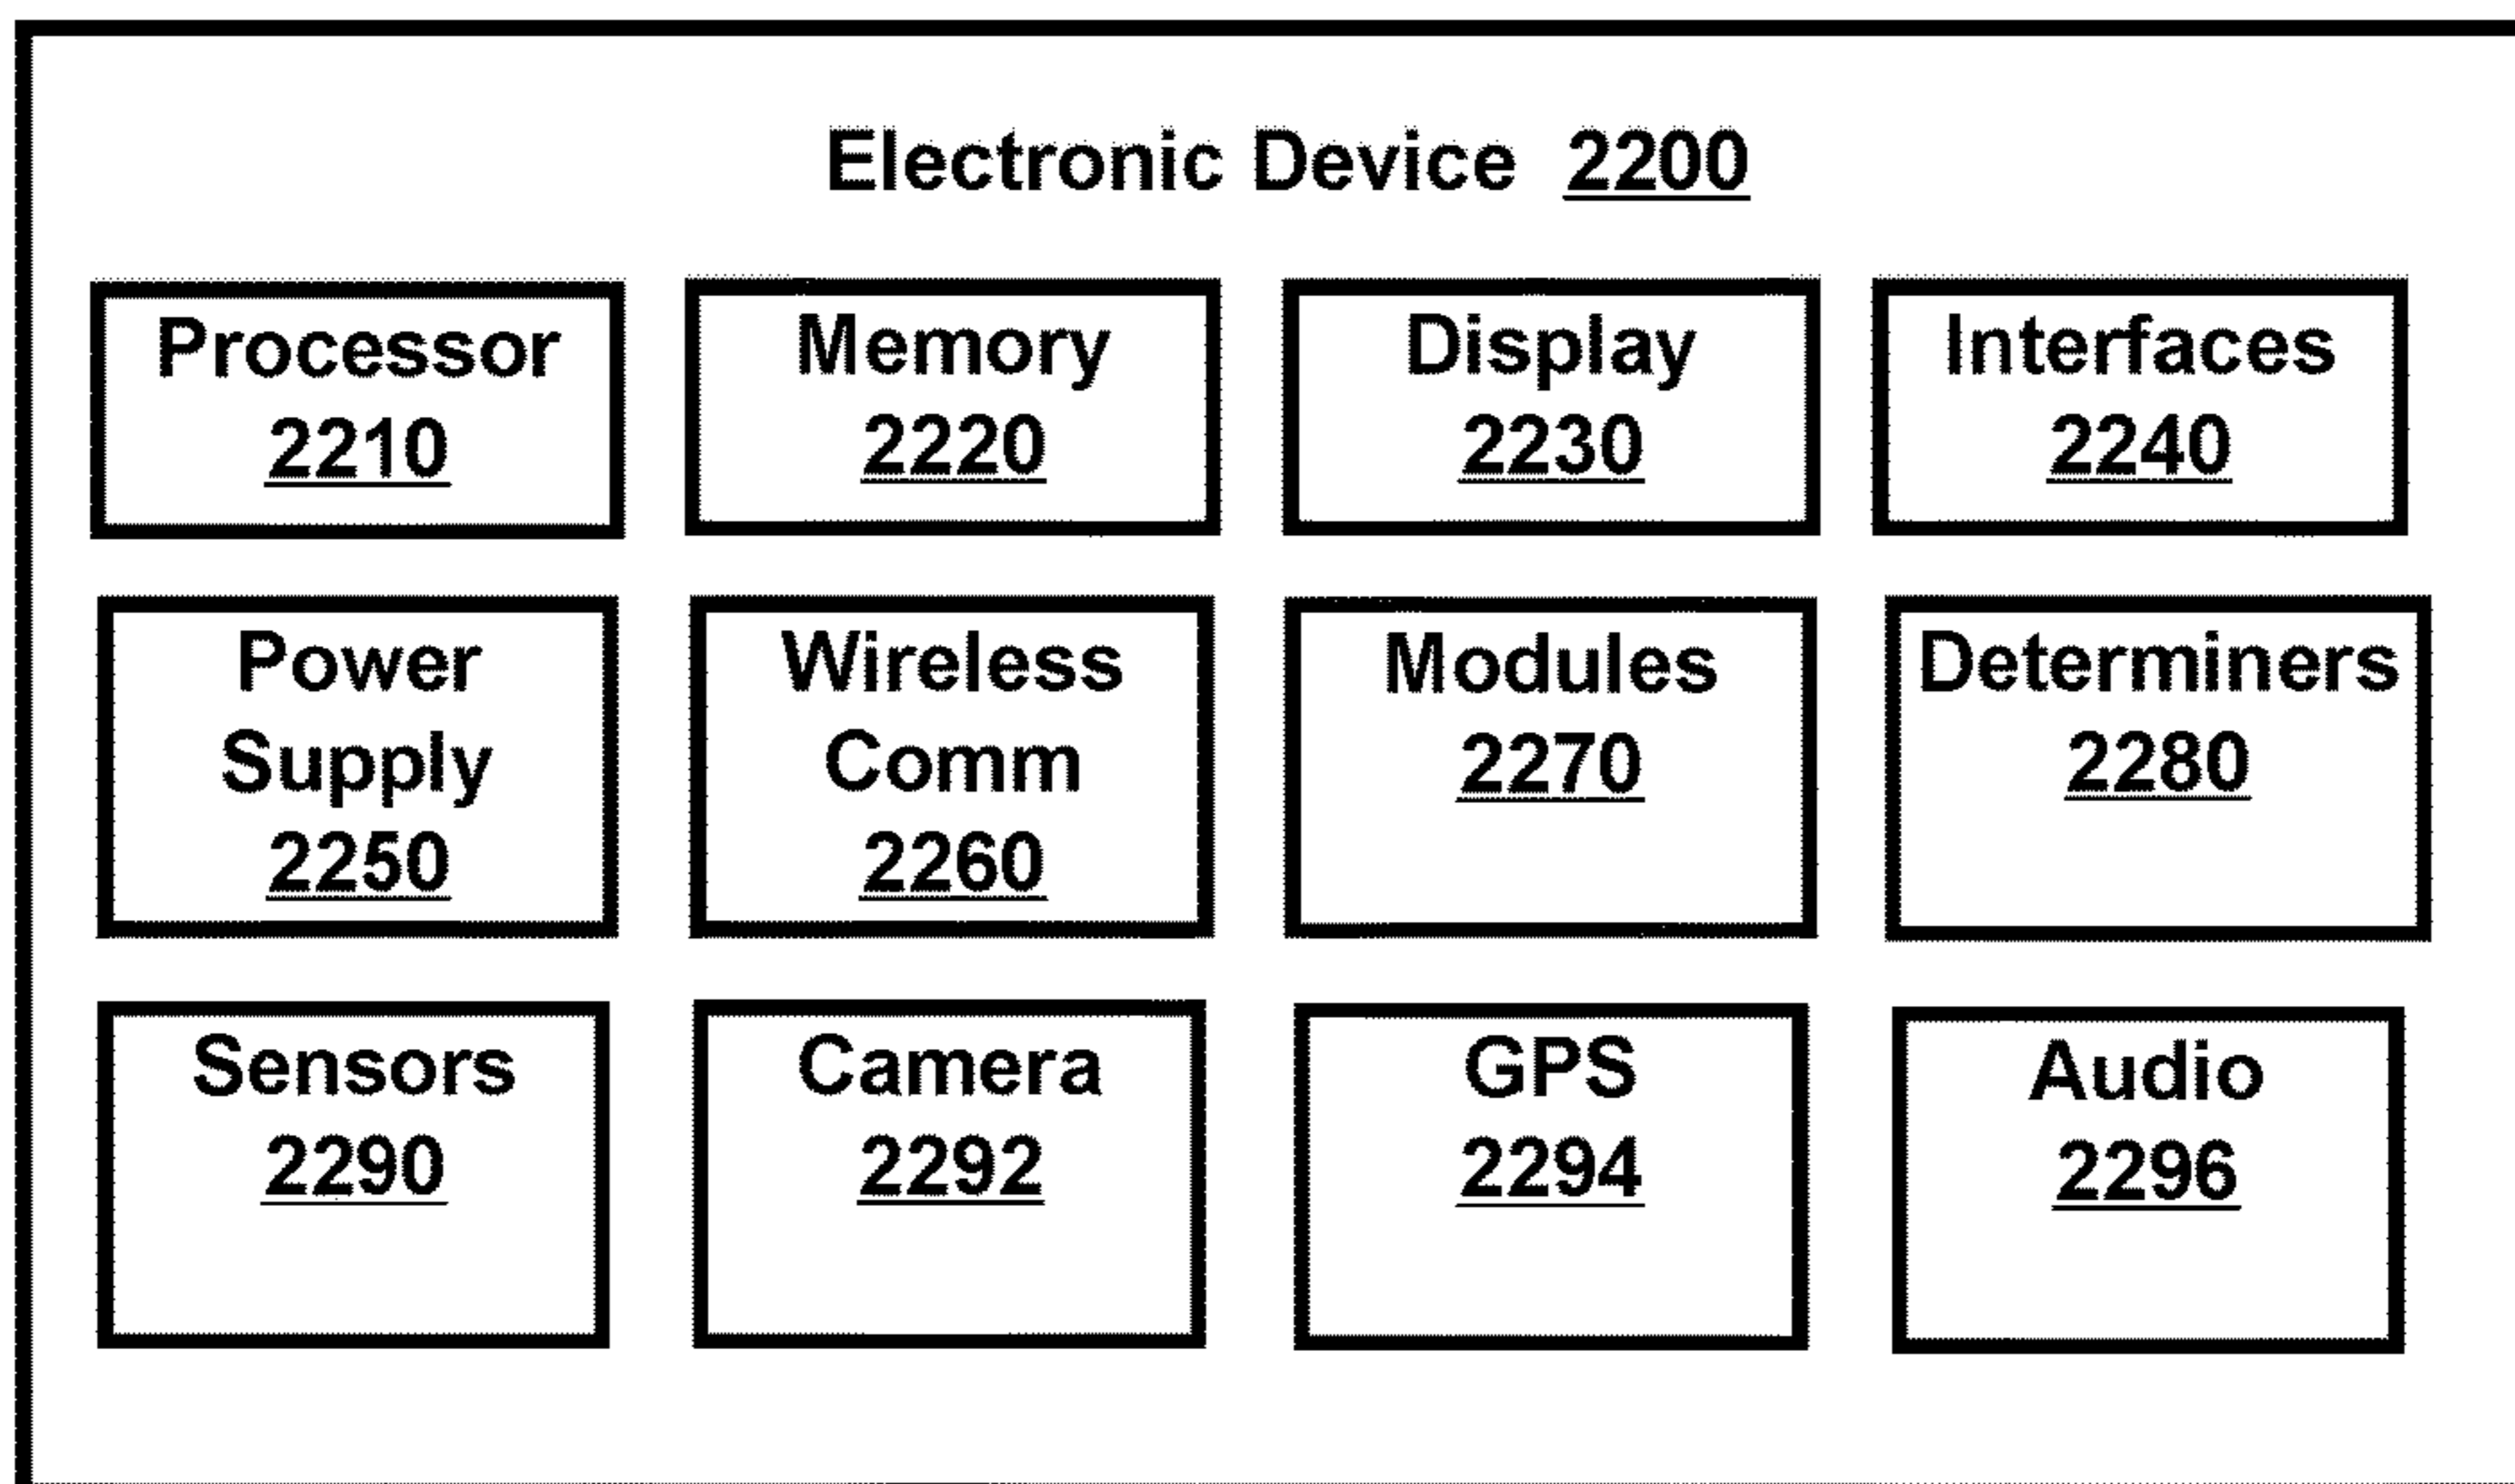 Electronic Device 2200
Processor
2210
Memory
2220
Display
2230
Interfaces
2240
Power
Supply
2250
Wireless
Comm
2260
Modules
2270
Determiners
2280
Sensors
2290
Camera
2292
GPS
2294
Audio
2296